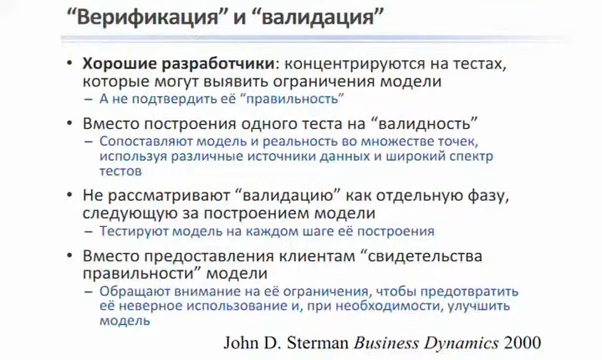 “Верификация” и “валидация”
• Хорошие разработчики: концентрируются на тестах,
которые могут выявить ограничения модели
– А не подтвердить её “правильность”
• Вместо построения одного теста на “валидность”
– Сопоставляют модель и реальность во множестве точек,
используя различные источники данных и широкий спектр
тестов
• Не рассматривают “валидацию” как отдельную фазу,
следующую за построением модели
– Тестируют модель на каждом шаге её построения
• Вместо предоставления клиентам “свидетельства
правильности” модели
– Обращают внимание на её ограничения, чтобы предотвратить
её неверное использование и, при необходимости, улучшить
модель
John D. Sterman Business Dynamics 2000